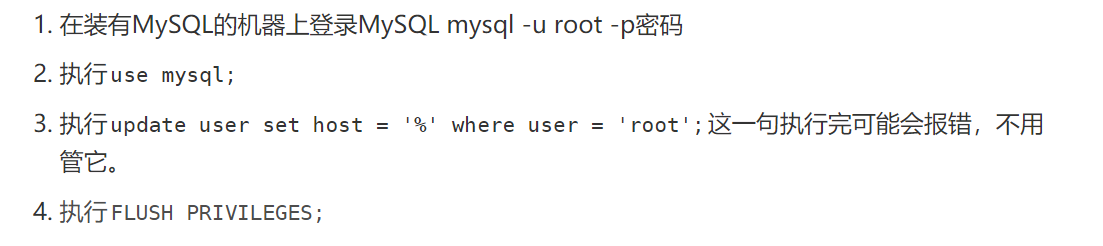 1. 在装有MySQL的机器上登录MySQL mysql -u root -p密码
2. 执行use mysql;
3. 执行update user set host = '%' where user = 'root';这一句执行完可能会报错，不用
管它。
4. 执行FLUSH PRIVILEGES;